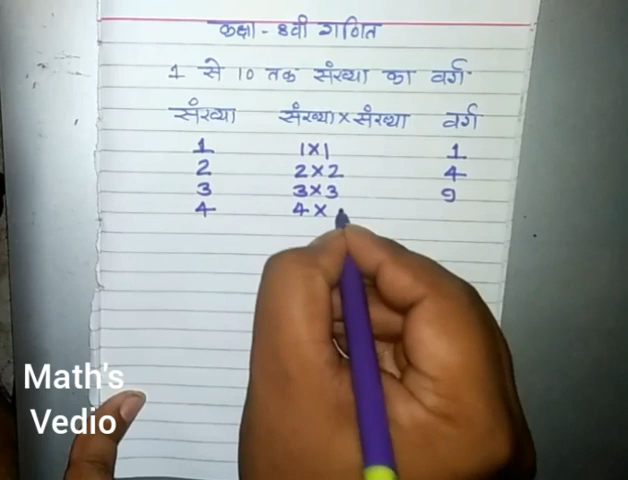 कक्षा - 8वी गणित
1 से 10 तक संख्या का वर्ग
संख्या संख्या×संख्या वर्ग
1 1×1 1
2 2×2 4
3 3×3 9
4 4×
Math's
Vedio